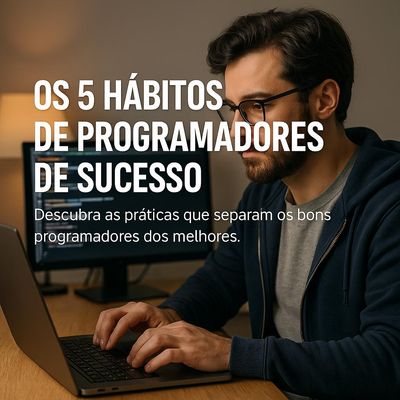 OS 5 HÁBITOS
DE PROGRAMADORES
DE SUCESSO
Descubra as práticas que separam os bons
programadores dos melhores.